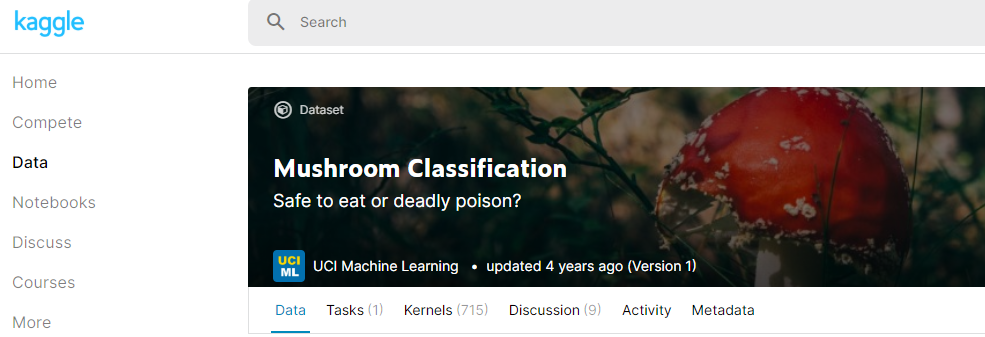 kaggle
Search
Home
Compete
Data
Notebooks
Discuss
Courses
More
Dataset
Mushroom Classification
Safe to eat or deadly poison?
UCI
ML
UCI Machine Learning • updated 4 years ago (Version 1)
Data Tasks (1) Kernels (715) Discussion (9) Activity Metadata